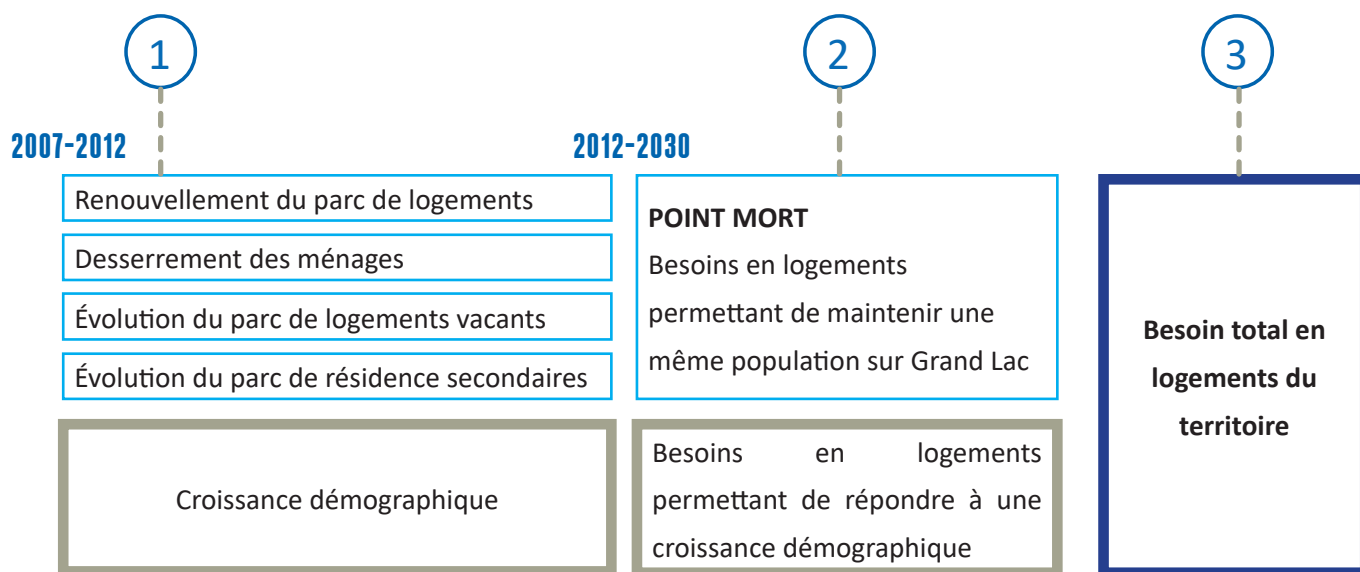 1
2
3
2007-2012
2012-2030
Renouvellement du parc de logements
Desserrement des ménages
Évolution du parc de logements vacants
Évolution du parc de résidence secondaires
Croissance démographique
POINT MORT
Besoins en logements
permettant de maintenir une
même population sur Grand Lac
Besoins en logements
permettant de répondre à une
croissance démographique
Besoin total en
logements du
territoire